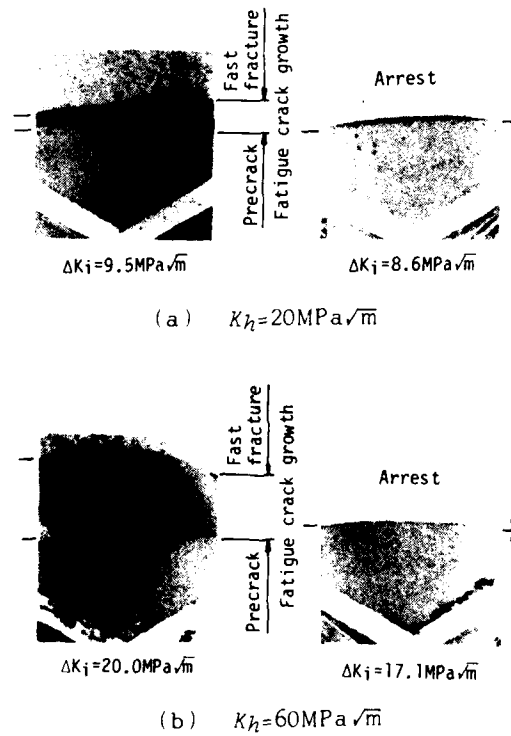 Fast fracture
Fatigue crack growth
Precrack
Arrest
ΔKi=9.5MPa√m
ΔKi=8.6MPa√m
(a) Kh=20MPa√m
Fast fracture
Fatigue crack growth
Precrack
Arrest
ΔKi=20.0MPa√m
ΔKi=17.1MPa√m
(b) Kh=60MPa√m